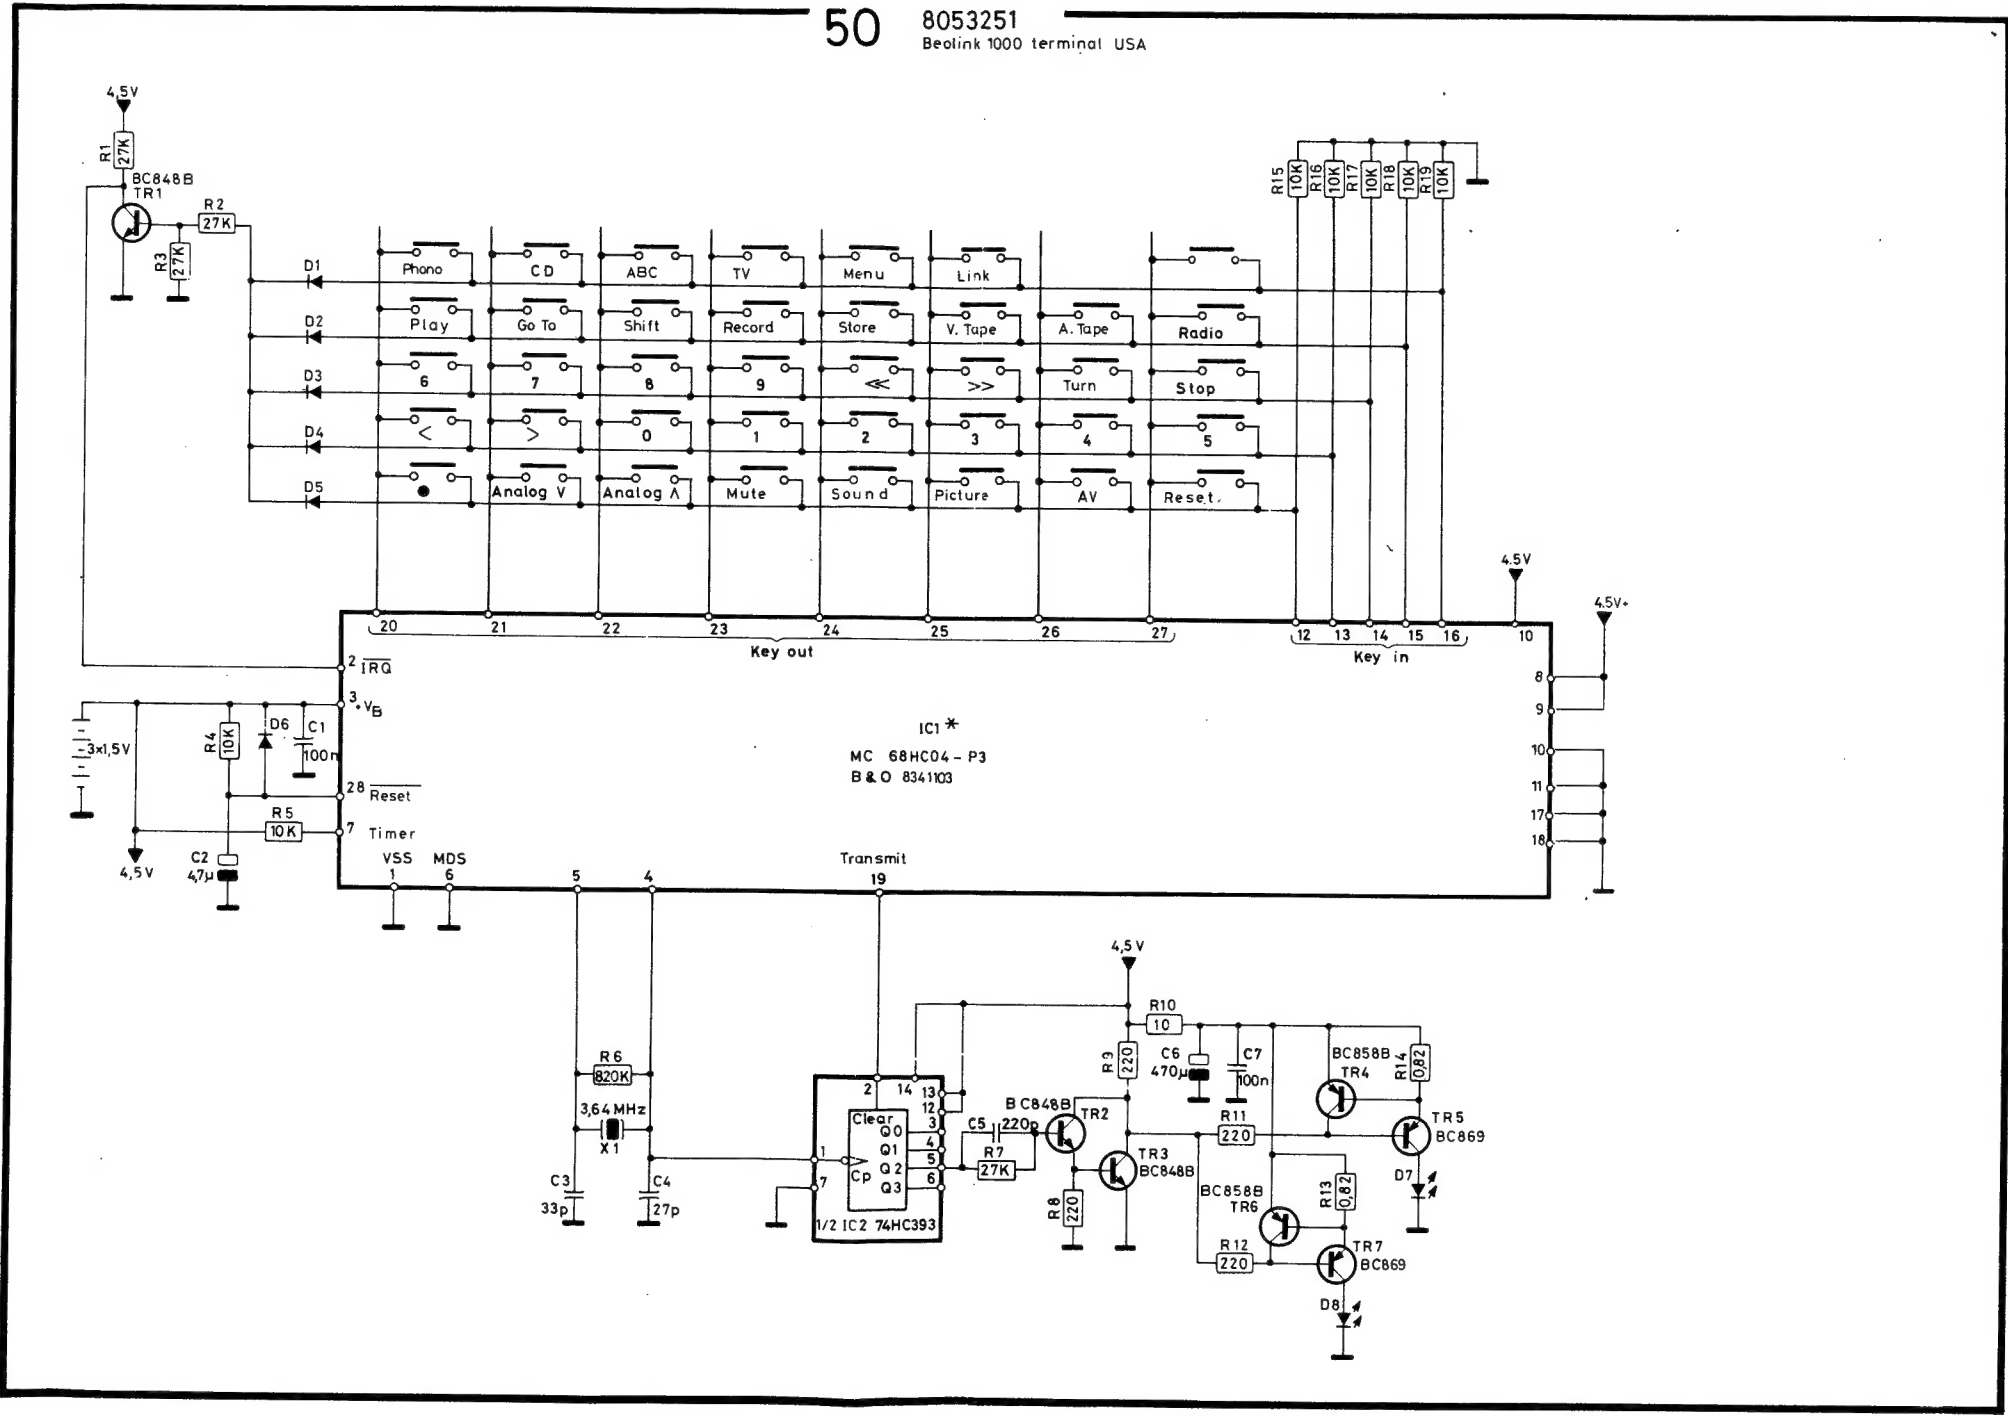 50
8053251
Beolink 1000 terminal USA
4,5V
R1
27K
BC848B
TR1
R2
27K
R3
27K
R15
10K
R16
10K
R17
10K
R18
10K
R19
10K
D1
Phono
CD
ABC
TV
Menu
Link
D2
Play
Go To
Shift
Record
Store
V. Tape
A. Tape
Radio
D3
6
7
8
9
<<
>>
Turn
Stop
D4
<
>
0
1
2
3
4
5
D5
●
Analog V
Analog Λ
Mute
Sound
Picture
AV
Reset.
4.5V
4.5V+
20
21
22
23
24
25
26
27
Key out
12
13
14
15
16
Key in
10
2
IRQ
3
+VB
8
9
3x1,5V
R4
10K
D6
C1
100n
IC1*
MC 68HC04-P3
B&O 8341103
10
11
17
18
28
Reset
R5
10K
7
Timer
4,5V
C2
4,7µ
VSS
MDS
Transmit
1
6
5
4
19
4,5V
R6
820K
3,64 MHz
X1
C3
33p
C4
27p
2
14
13
12
Clear
Q0
3
Q1
4
Q2
5
Q3
6
1
Cp
7
1/2 IC2 74HC393
C5
220p
R7
27K
BC848B
TR2
R8
220
R9
220
TR3
BC848B
R10
10
C6
470µ
C7
100n
BC858B
TR4
R14
0,82
R11
220
TR5
BC869
D7
BC858B
TR6
R13
0,82
R12
220
TR7
BC869
D8